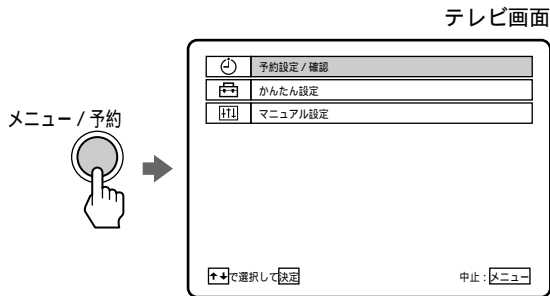 テレビ画面
予約設定 / 確認
かんたん設定
マニュアル設定
メニュー / 予約
↑↓で選択して決定
中止 : メニュー